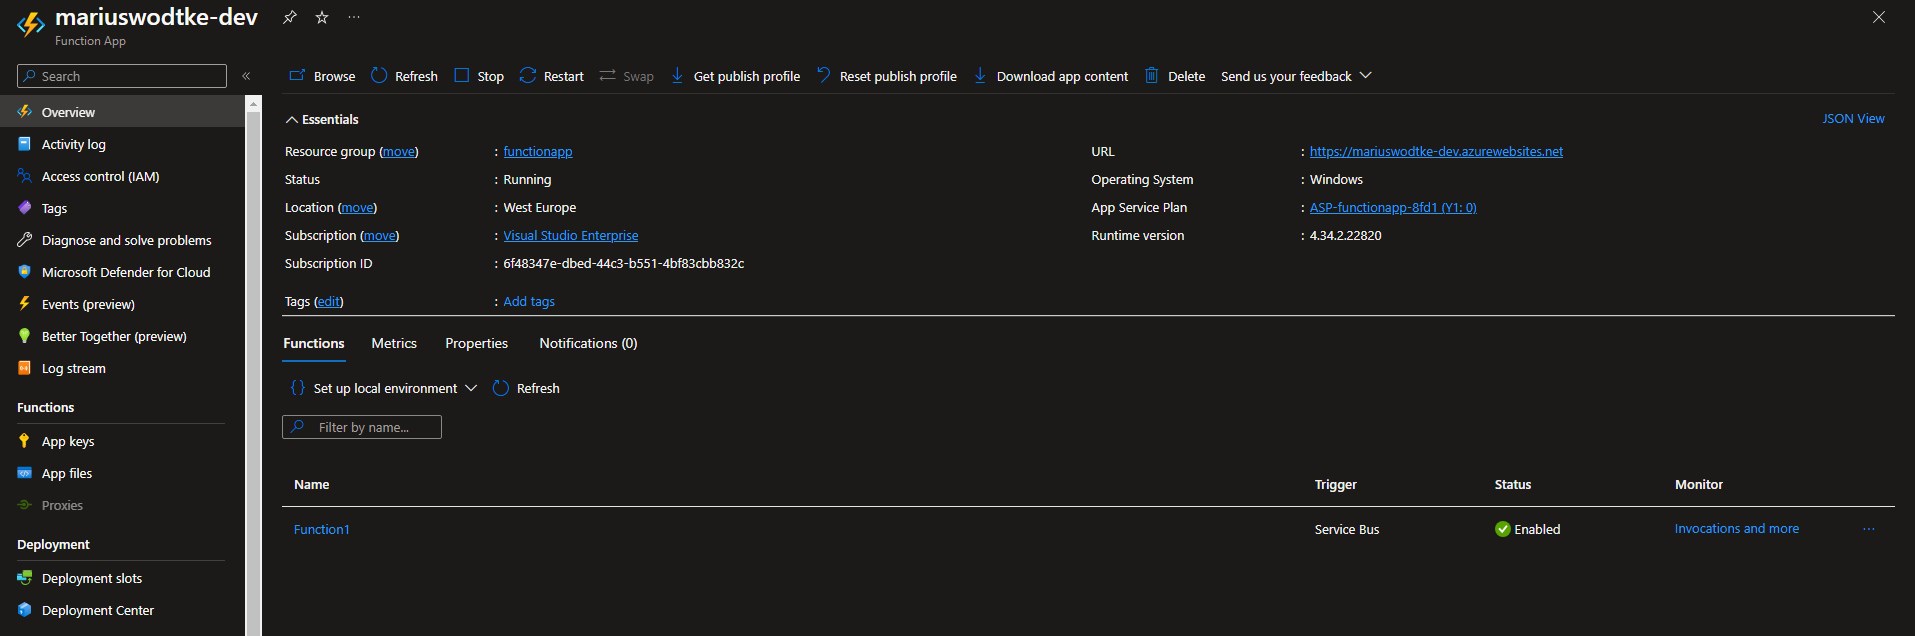 mariuswodtke-dev
Function App
Search
Browse Refresh Stop Restart Swap Get publish profile Reset publish profile Download app content Delete Send us your feedback
Overview
Activity log
Access control (IAM)
Tags
Diagnose and solve problems
Microsoft Defender for Cloud
Events (preview)
Better Together (preview)
Log stream
Functions
App keys
App files
Proxies
Deployment
Deployment slots
Deployment Center
Essentials
JSON View
Resource group (move) : functionapp
Status : Running
Location (move) : West Europe
Subscription (move) : Visual Studio Enterprise
Subscription ID : 6f48347e-dbed-44c3-b551-4bf83cbb832c
Tags (edit) : Add tags
URL : https://mariuswodtke-dev.azurewebsites.net
Operating System : Windows
App Service Plan : ASP-functionapp-8fd1 (Y1: 0)
Runtime version : 4.34.2.22820
Functions Metrics Properties Notifications (0)
Set up local environment Refresh
Filter by name...
Name Trigger Status Monitor
Function1 Service Bus Enabled Invocations and more